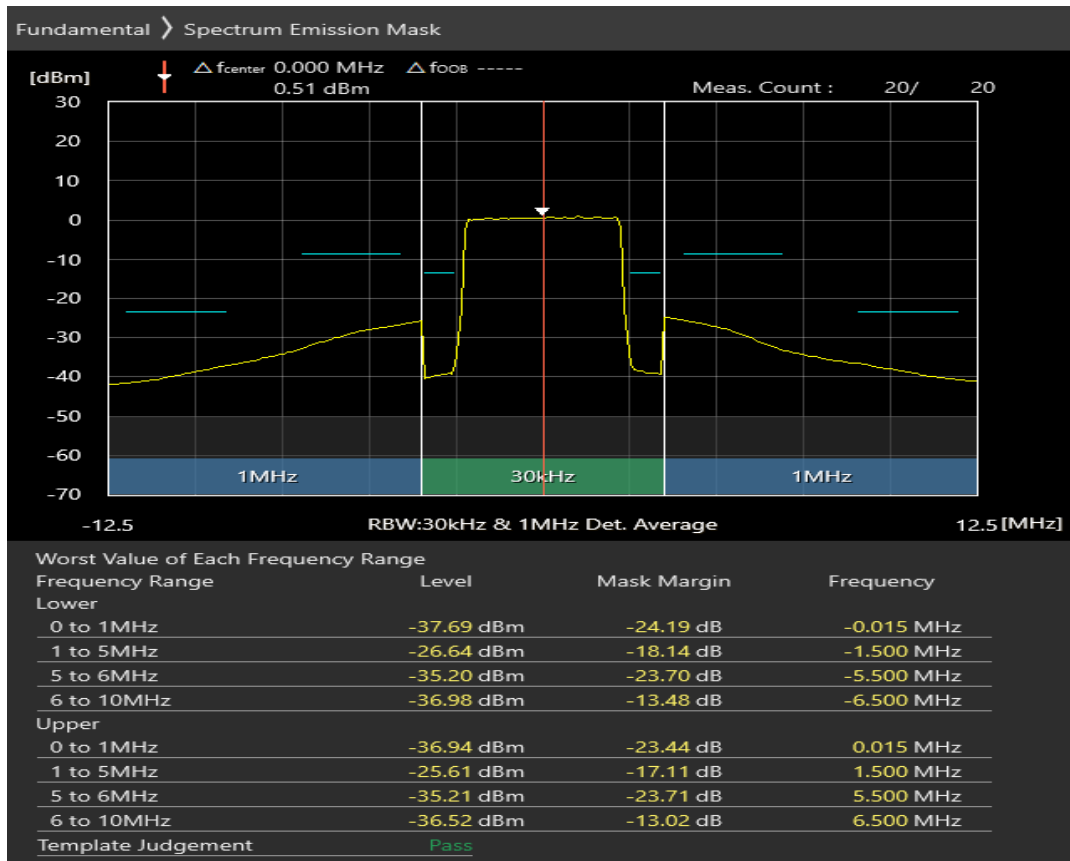 Fundamental 〉 Spectrum Emission Mask
[dBm] △ fcenter 0.000 MHz △ fOOB -----
0.51 dBm Meas. Count : 20/ 20
30
20
10
0
-10
-20
-30
-40
-50
-60
1MHz 30kHz 1MHz
-70
-12.5 RBW:30kHz & 1MHz Det. Average 12.5 [MHz]
Worst Value of Each Frequency Range
Frequency Range Level Mask Margin Frequency
Lower
0 to 1MHz -37.69 dBm -24.19 dB -0.015 MHz
1 to 5MHz -26.64 dBm -18.14 dB -1.500 MHz
5 to 6MHz -35.20 dBm -23.70 dB -5.500 MHz
6 to 10MHz -36.98 dBm -13.48 dB -6.500 MHz
Upper
0 to 1MHz -36.94 dBm -23.44 dB 0.015 MHz
1 to 5MHz -25.61 dBm -17.11 dB 1.500 MHz
5 to 6MHz -35.21 dBm -23.71 dB 5.500 MHz
6 to 10MHz -36.52 dBm -13.02 dB 6.500 MHz
Template Judgement Pass